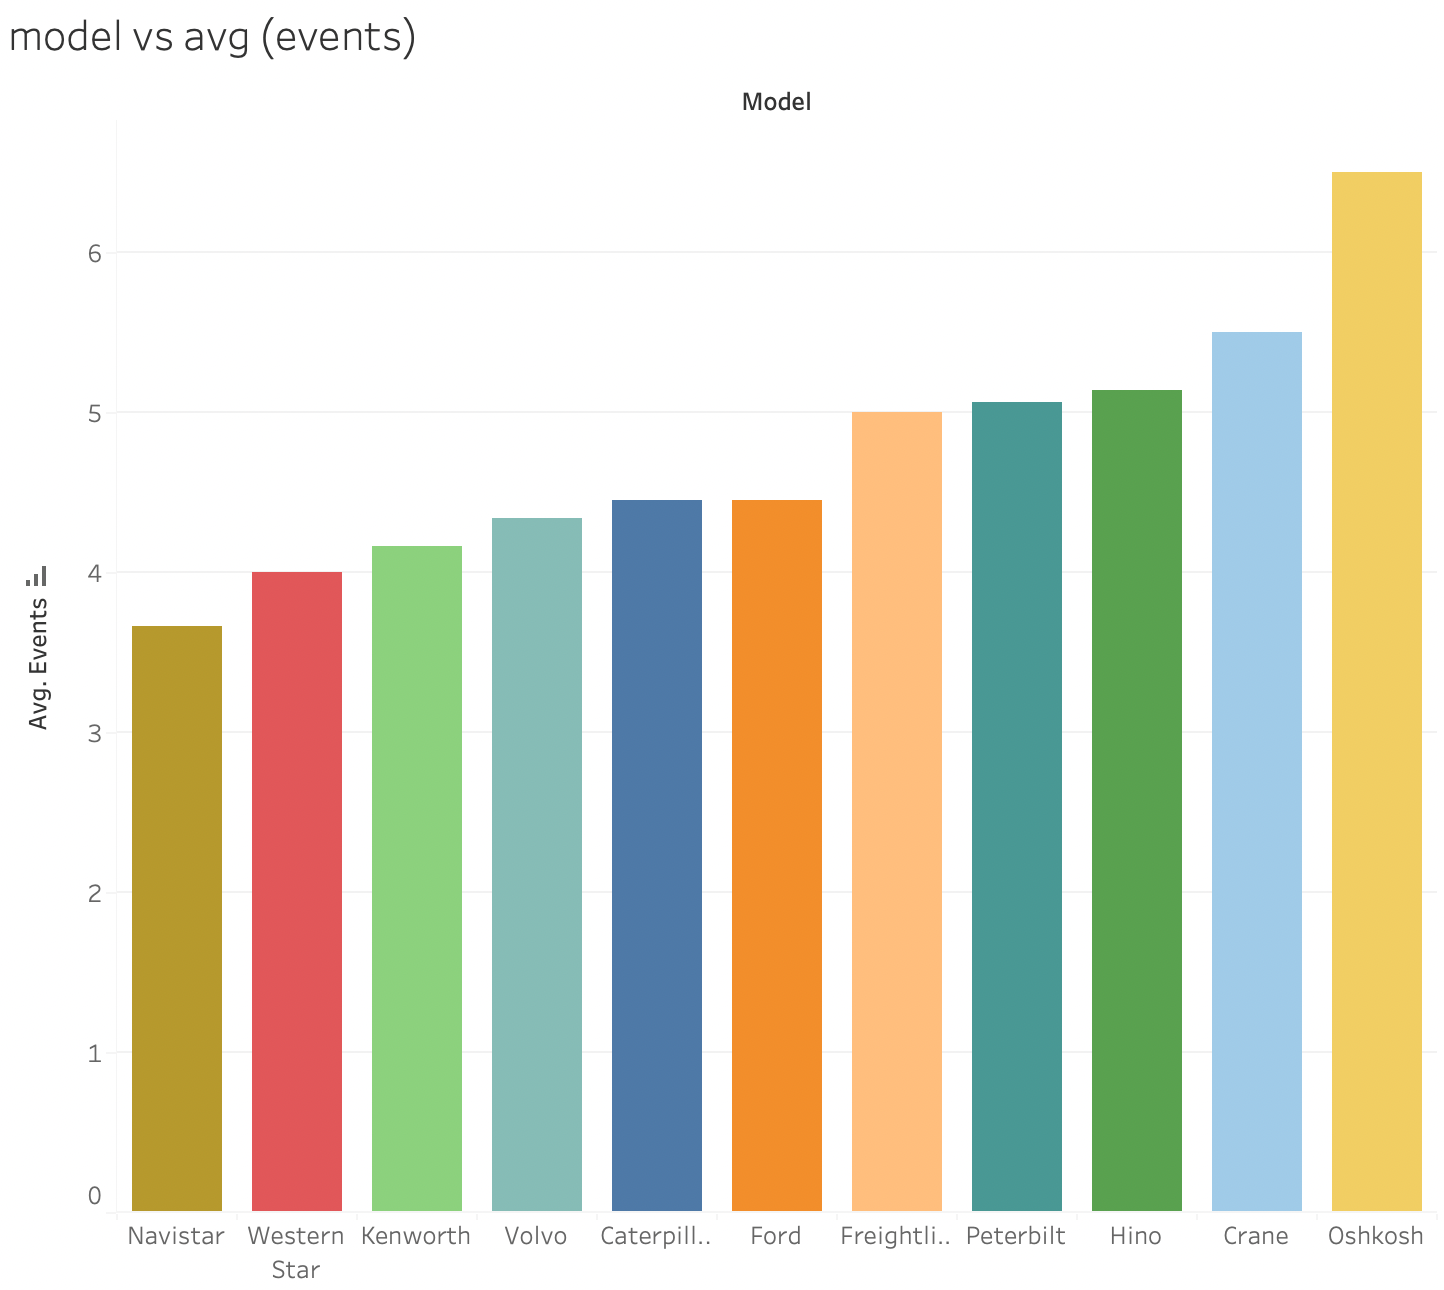 model vs avg (events)
Model
Avg. Events
6
5
4
3
2
1
0
Navistar
Western
Star
Kenworth
Volvo
Caterpill..
Ford
Freightli..
Peterbilt
Hino
Crane
Oshkosh